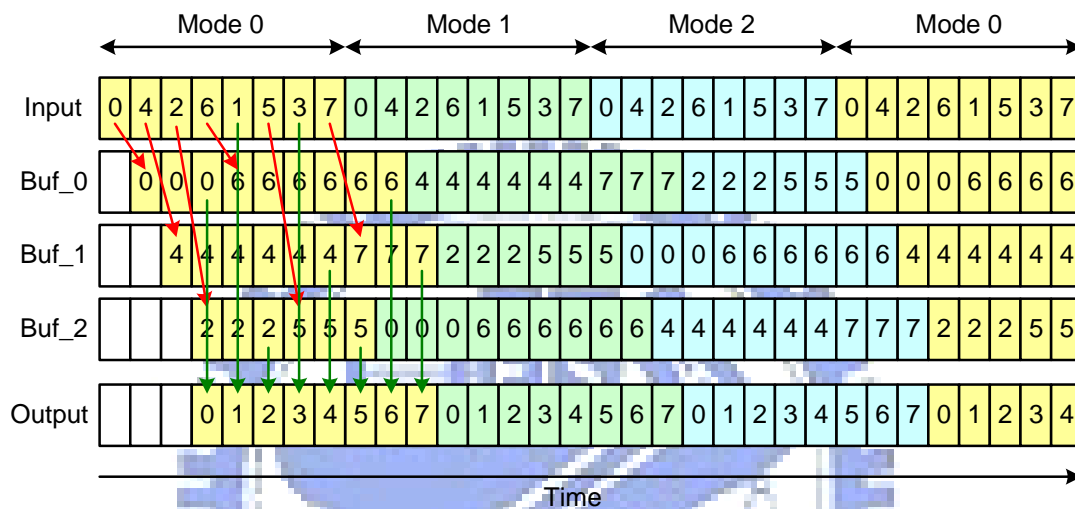 Mode 0 Mode 1 Mode 2 Mode 0
Input 0 4 2 6 1 5 3 7 0 4 2 6 1 5 3 7 0 4 2 6 1 5 3 7 0 4 2 6 1 5 3 7
Buf_0 0 0 0 6 6 6 6 6 6 4 4 4 4 4 4 7 7 7 2 2 2 5 5 5 0 0 0 6 6 6 6
Buf_1 4 4 4 4 4 4 7 7 7 2 2 2 5 5 5 0 0 0 6 6 6 6 6 6 4 4 4 4 4 4
Buf_2 2 2 2 5 5 5 0 0 0 6 6 6 6 6 6 4 4 4 4 4 4 7 7 7 2 2 2 5 5
Output 0 1 2 3 4 5 6 7 0 1 2 3 4 5 6 7 0 1 2 3 4 5 6 7 0 1 2 3 4
Time